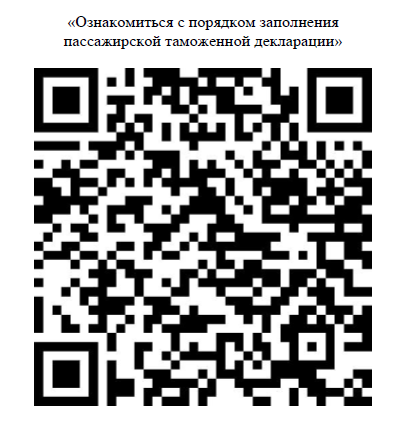 «Ознакомиться с порядком заполнения
пассажирской таможенной декларации»